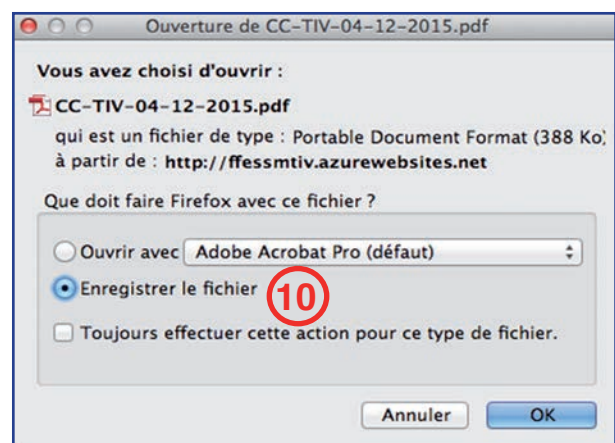 Ouverture de CC-TIV-04-12-2015.pdf
Vous avez choisi d'ouvrir :
CC-TIV-04-12-2015.pdf
qui est un fichier de type : Portable Document Format (388 Ko)
à partir de : http://ffessmtiv.azurewebsites.net
Que doit faire Firefox avec ce fichier ?
Ouvrir avec Adobe Acrobat Pro (défaut)
Enregistrer le fichier 10
Toujours effectuer cette action pour ce type de fichier.
Annuler OK